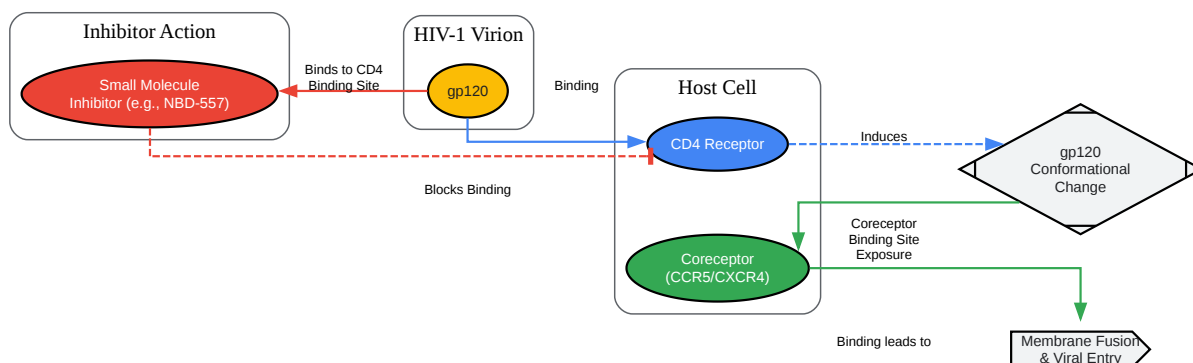 Inhibitor Action
HIV-1 Virion
Small Molecule
Inhibitor (e.g., NBD-557)
Binds to CD4
Binding Site
gp120
Binding
Host Cell
CD4 Receptor
Induces
gp120
Conformational
Change
Blocks Binding
Coreceptor
Binding Site
Exposure
Coreceptor
(CCR5/CXCR4)
Binding leads to
Membrane Fusion
& Viral Entry